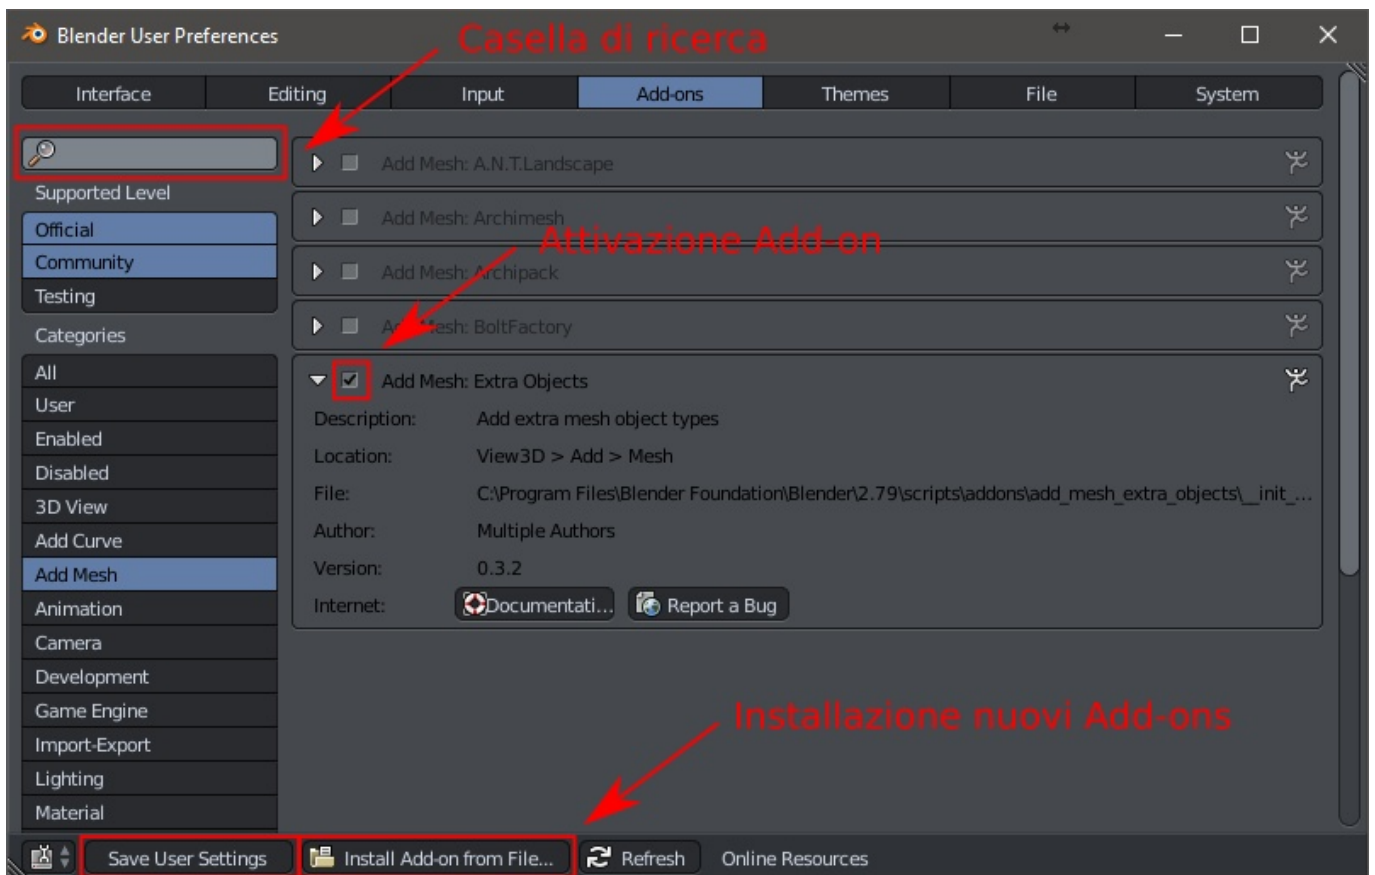 Blender User Preferences
Casella di ricerca
Interface Editing Input Add-ons Themes File System
Supported Level
Official
Community
Testing
Categories
All
User
Enabled
Disabled
3D View
Add Curve
Add Mesh
Animation
Camera
Development
Game Engine
Import-Export
Lighting
Material
Add Mesh: A.N.T.Landscape
Add Mesh: Archimesh
Attivazione Add-on
Add Mesh: Archipack
Add Mesh: BoltFactory
Add Mesh: Extra Objects
Description: Add extra mesh object types
Location: View3D > Add > Mesh
File: C:\Program Files\Blender Foundation\Blender\2.79\scripts\addons\add_mesh_extra_objects\__init_...
Author: Multiple Authors
Version: 0.3.2
Internet: Documentati... Report a Bug
Installazione nuovi Add-ons
Save User Settings Install Add-on from File... Refresh Online Resources